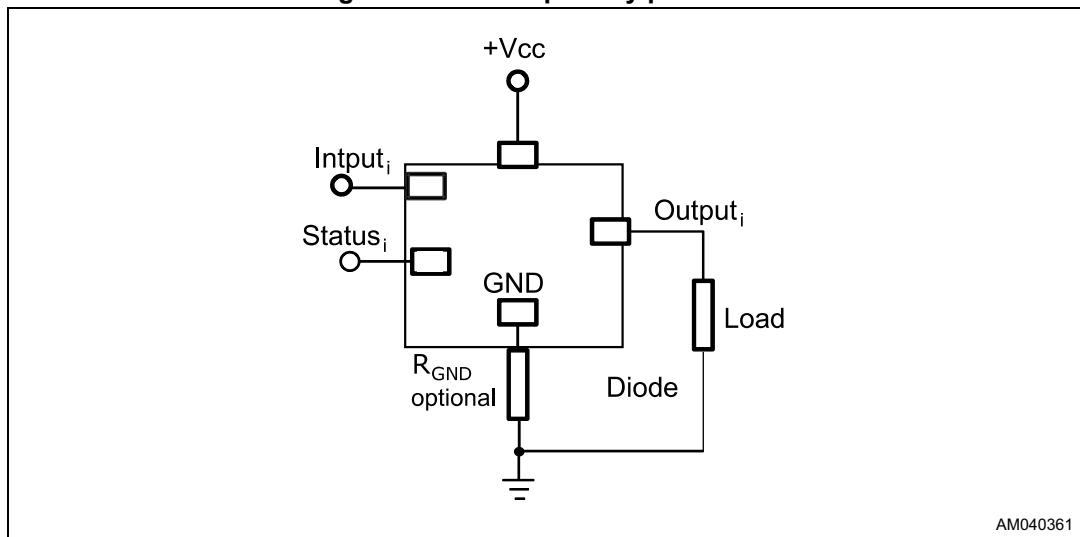 +Vcc
Intput i
Status i
Output i
GND
Load
R GND
optional
Diode
AM040361